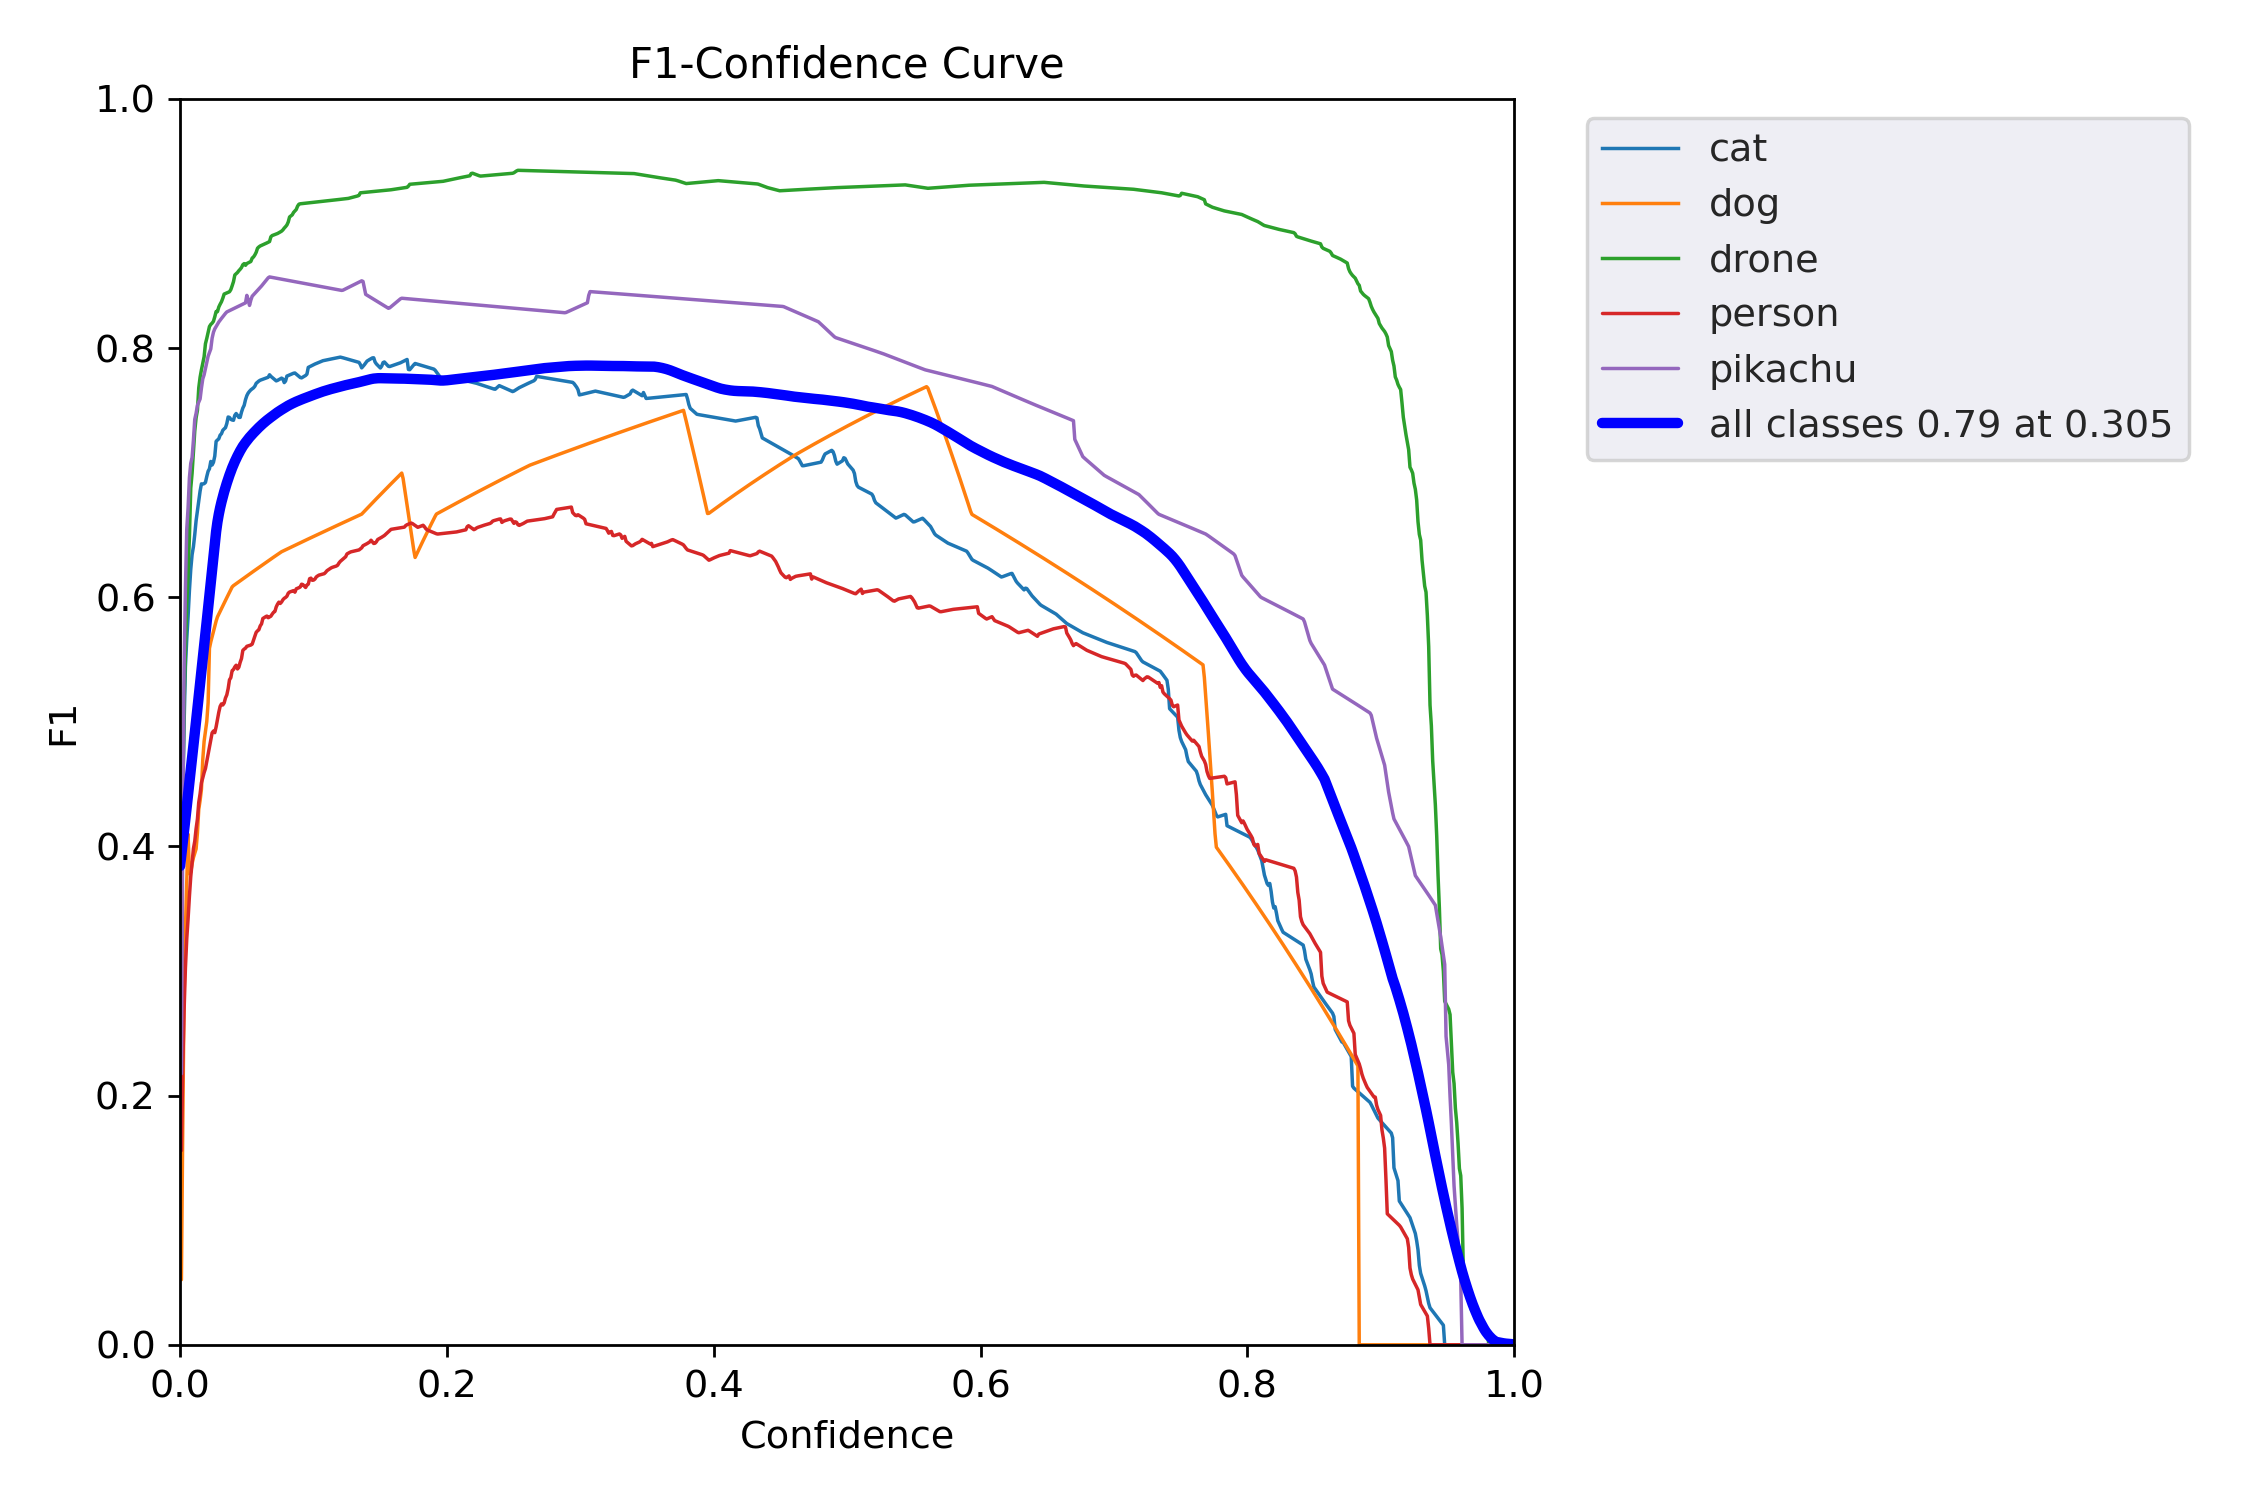 F1-Confidence Curve
1.0
0.8
0.6
0.4
0.2
0.0
F1
0.0 0.2 0.4 0.6 0.8 1.0
Confidence
cat
dog
drone
person
pikachu
all classes 0.79 at 0.305